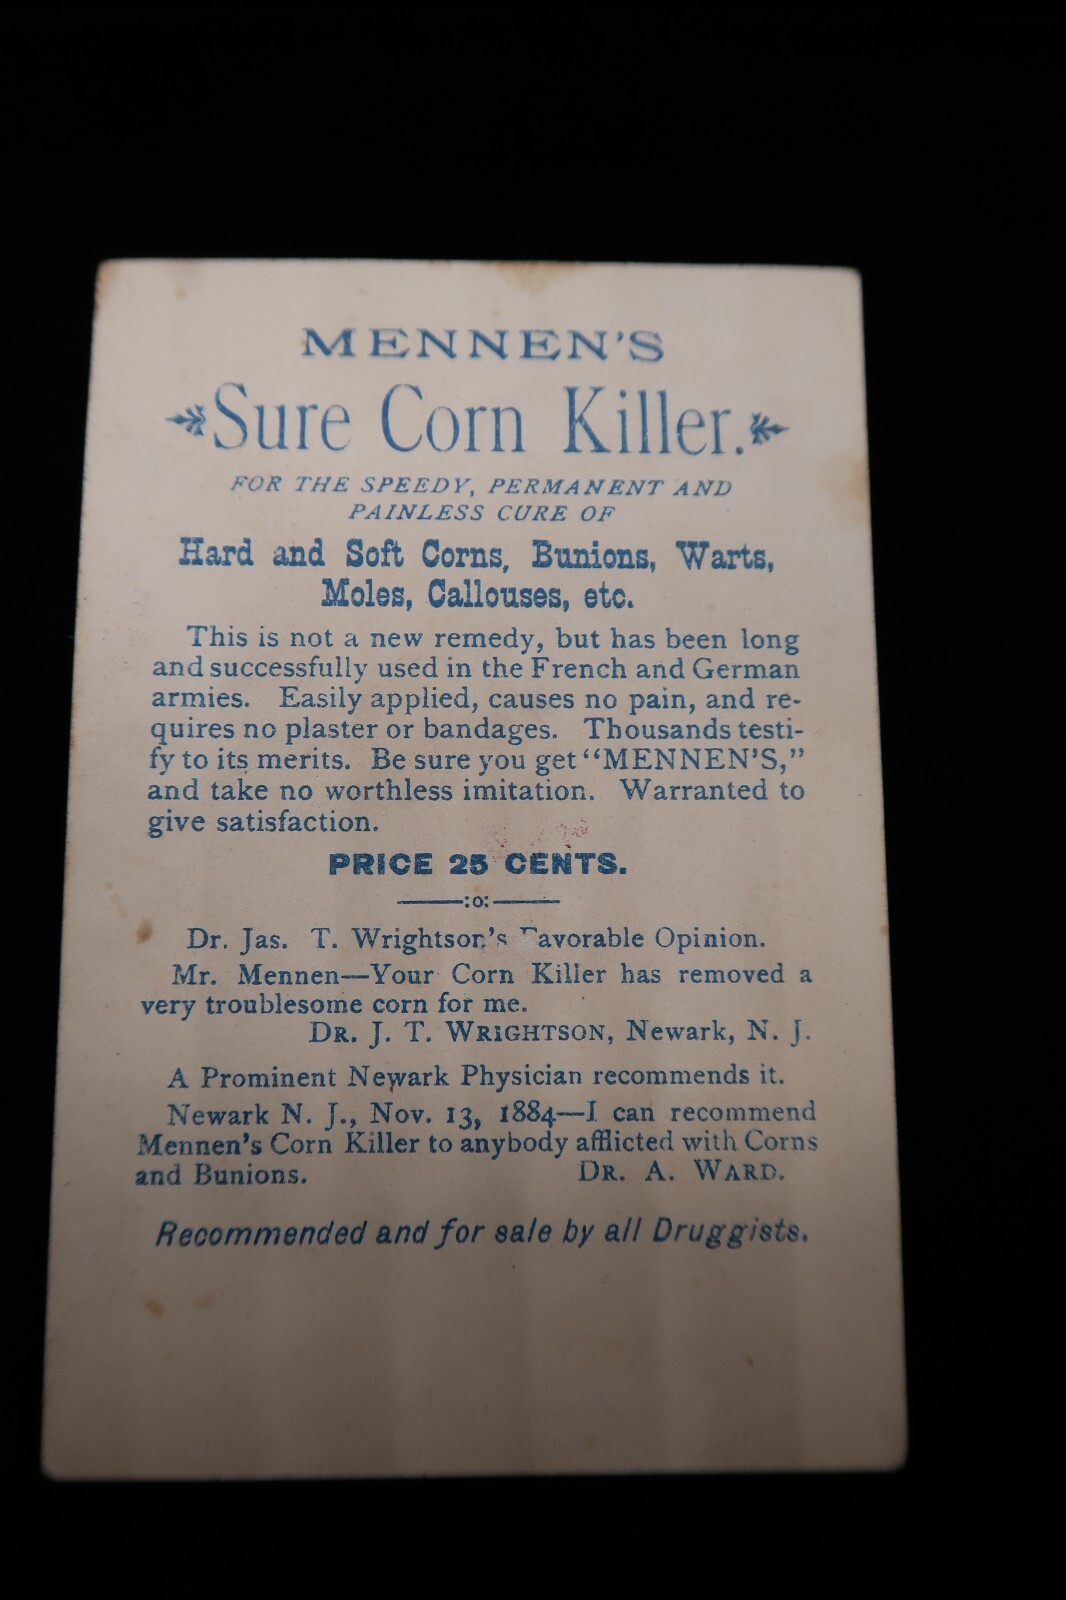 MENNEN'S
Sure Corn Killer.
FOR THE SPEEDY, PERMANENT AND
PAINLESS CURE OF
Hard and Soft Corns, Bunions, Warts,
Moles, Callouses, etc.
This is not a new remedy, but has been long
and successfully used in the French and German
armies. Easily applied, causes no pain, and re-
quires no plaster or bandages. Thousands testi-
fy to its merits. Be sure you get "MENNEN'S,"
and take no worthless imitation. Warranted to
give satisfaction.
PRICE 25 CENTS.
:o:
Dr. Jas. T. Wrightson's Favorable Opinion.
Mr. Mennen—Your Corn Killer has removed a
very troublesome corn for me.
DR. J. T. WRIGHTSON, Newark, N. J.
A Prominent Newark Physician recommends it.
Newark N. J., Nov. 13, 1884—I can recommend
Mennen's Corn Killer to anybody afflicted with Corns
and Bunions. DR. A. WARD.
Recommended and for sale by all Druggists.